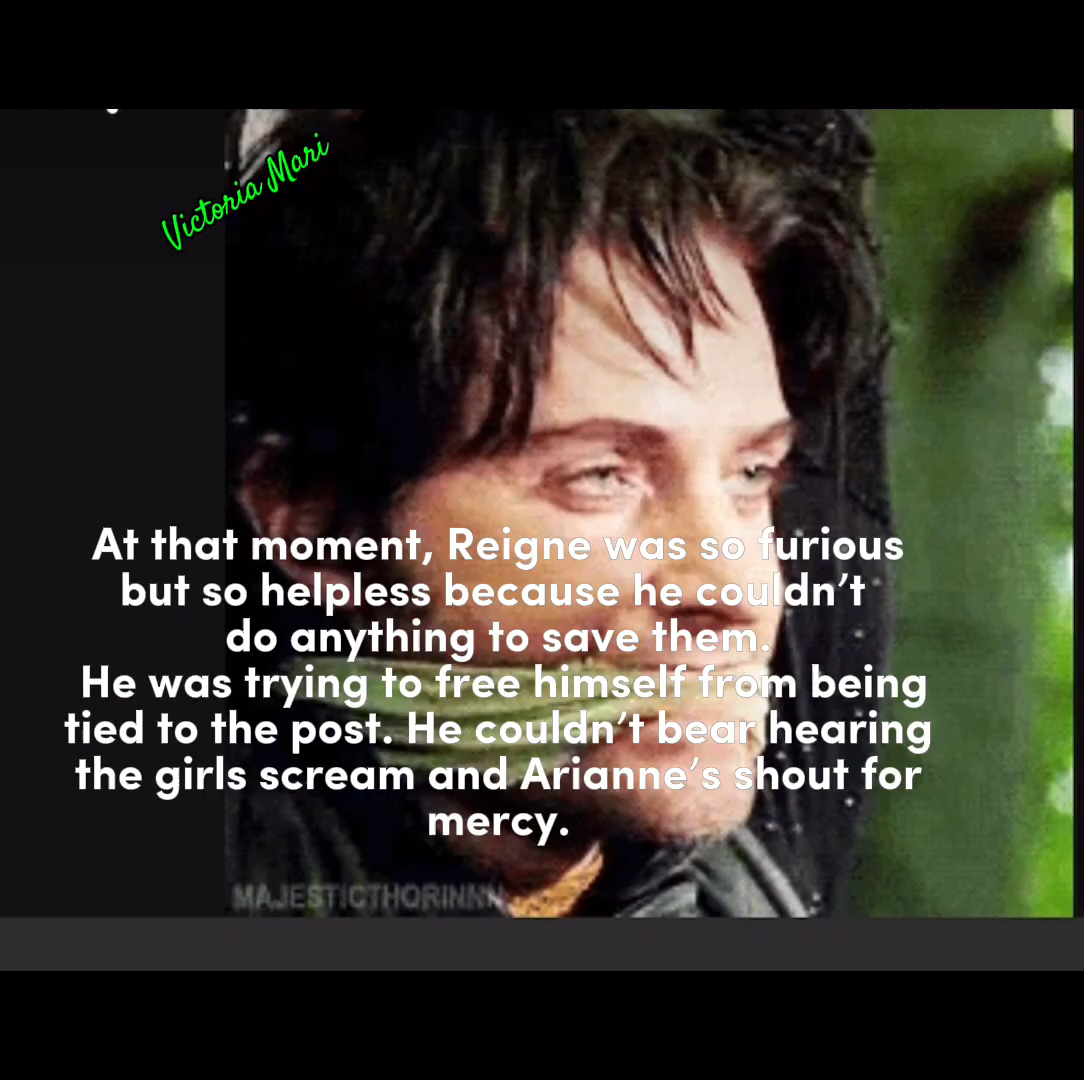 Victoria Mari
At that moment, Reigne was so furious
but so helpless because he couldn’t
do anything to save them.
He was trying to free himself from being
tied to the post. He couldn’t bear hearing
the girls scream and Arianne’s shout for
mercy.
MAJESTICTHORINNN